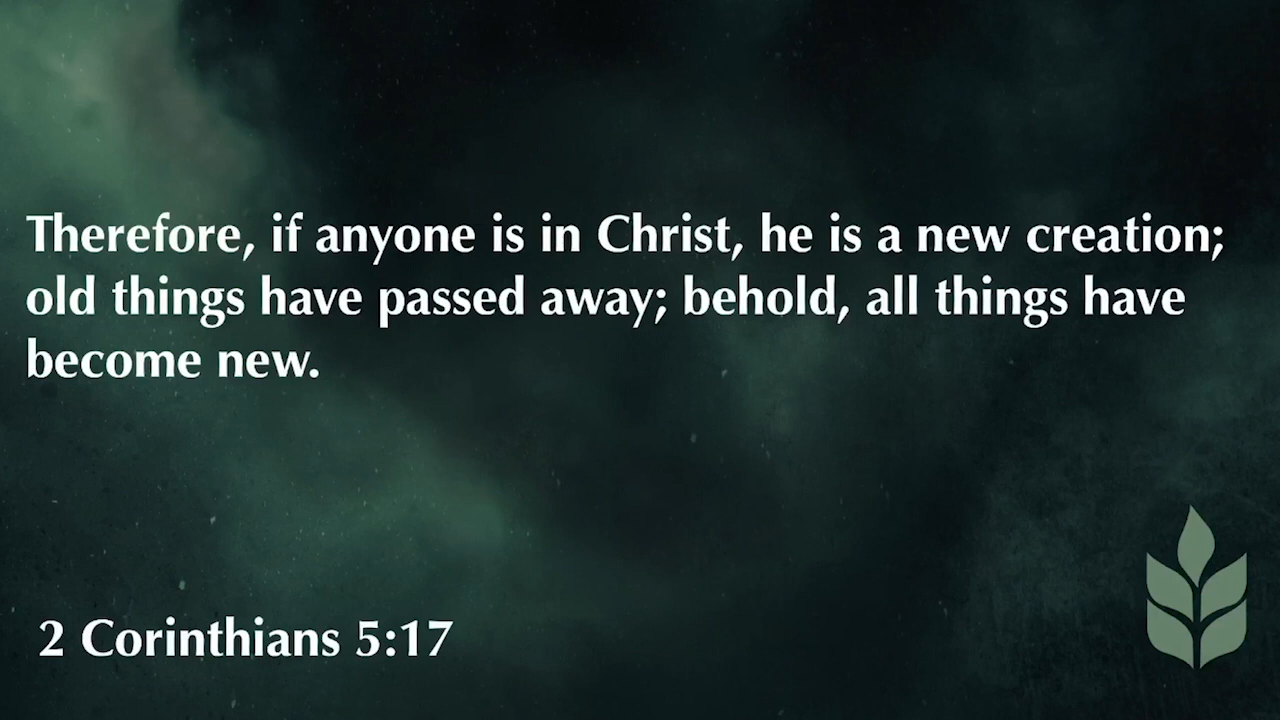 Therefore, if anyone is in Christ, he is a new creation;
old things have passed away; behold, all things have
become new.
2 Corinthians 5:17